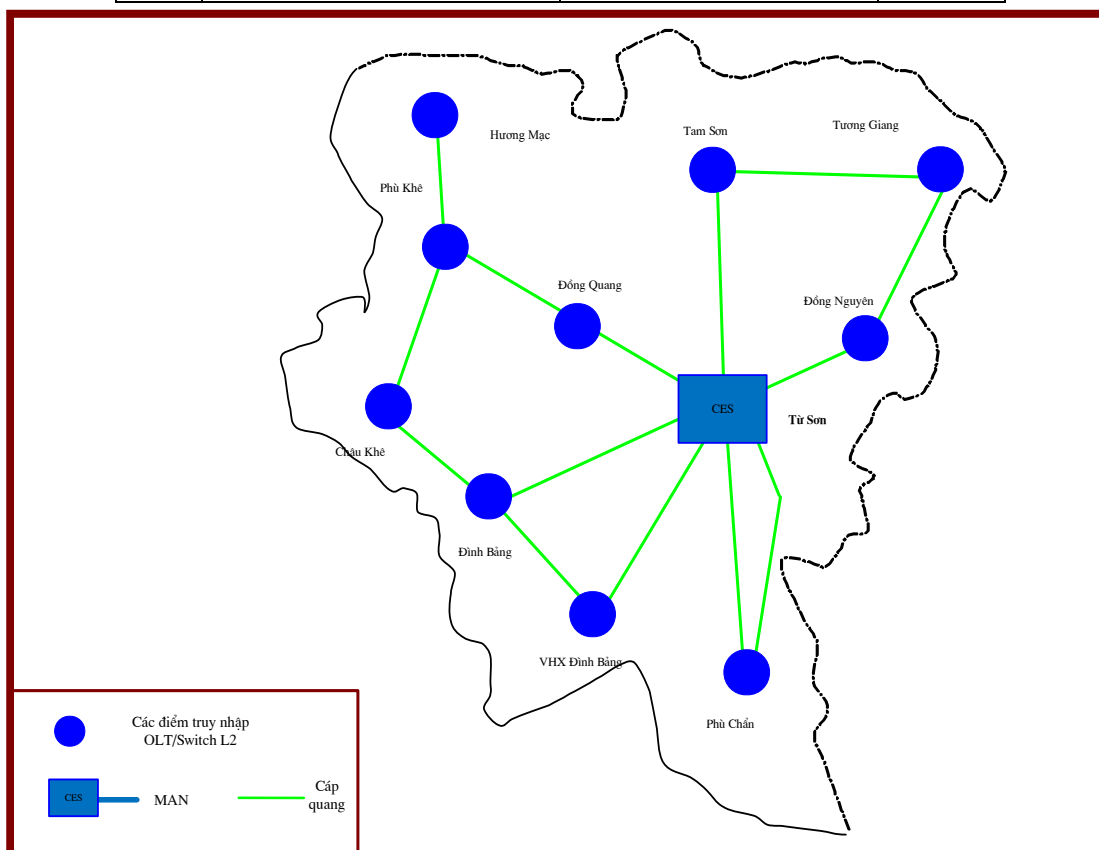 Tương Giang
Tam Sơn
Hương Mạc
Phù Khê
Đồng Quang
Đồng Nguyên
CES
Từ Sơn
Châu Khê
Đình Bảng
VHX Đình Bảng
Phù Chẩn
Các điểm truy nhập
OLT/Switch L2
CES
MAN
Cáp
quang